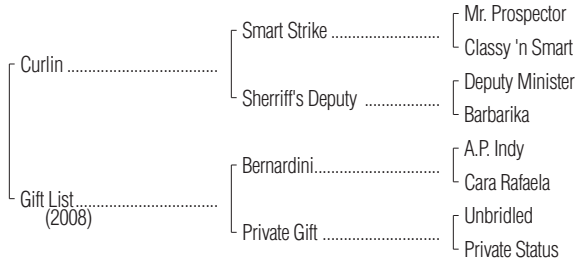 Mr. Prospector
Smart Strike ..........................
Classy 'n Smart
Curlin ....................................
Deputy Minister
Sherriff's Deputy ..................
Barbarika
A.P. Indy
Bernardini..............................
Cara Rafaela
Gift List..................................
(2008)
Unbridled
Private Gift ...........................
Private Status